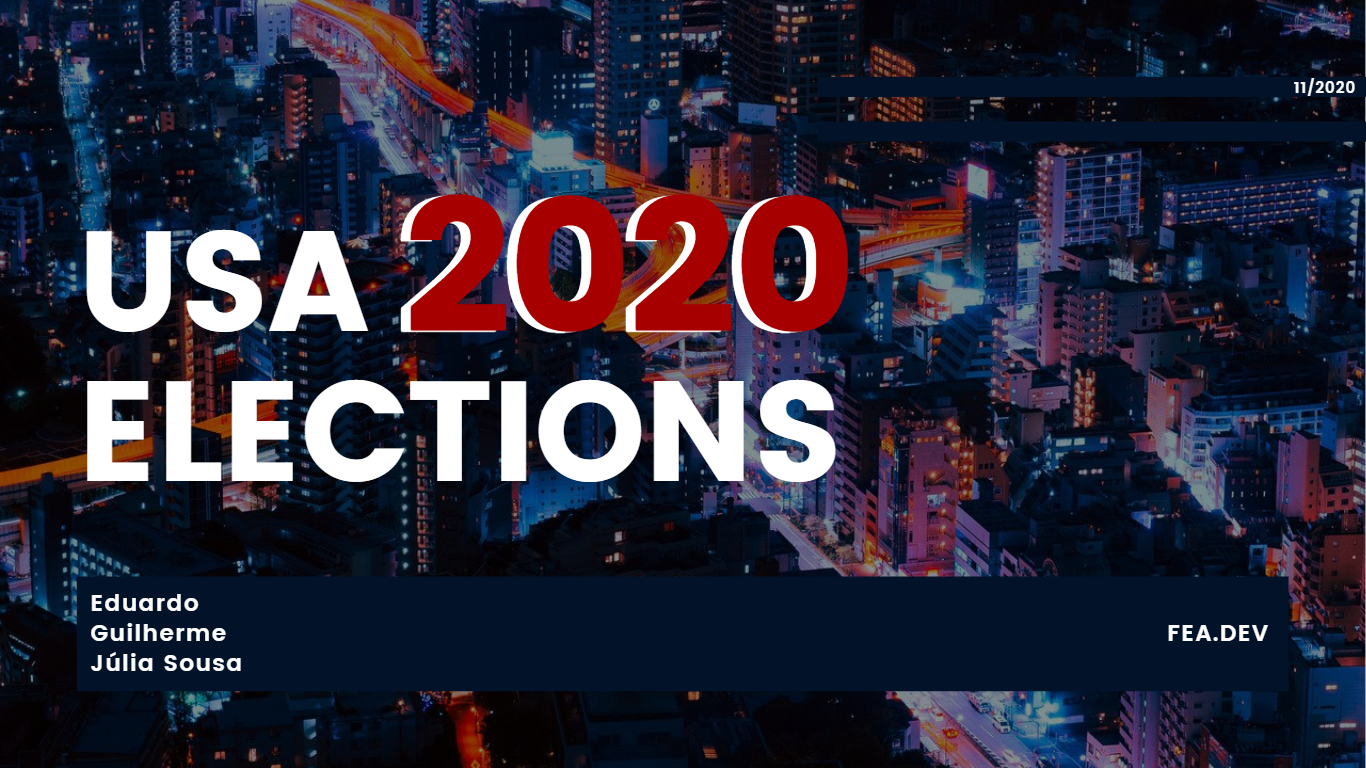 11/2020
USA 2020
ELECTIONS
Eduardo
Guilherme
Júlia Sousa
FEA.DEV